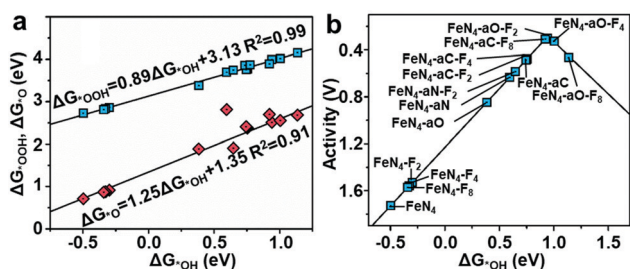 a
ΔG*OOH, ΔG*O (eV)
5
4
3
2
1
0
ΔG*OOH=0.89ΔG*OH+3.13 R²=0.99
ΔG*O=1.25ΔG*OH+1.35 R²=0.91
-0.5 0.0 0.5 1.0
ΔG*OH (eV)
b
Activity (V)
0.4
0.8
1.2
1.6
FeN4-aO-F2
FeN4-aO-F4
FeN4-aC-F8
FeN4-aC-F4
FeN4-aC-F2
FeN4-aC
FeN4-aO-F8
FeN4-aN-F2
FeN4-aN
FeN4-aO
FeN4-F2
FeN4-F4
FeN4-F8
FeN4
-0.5 0.0 0.5 1.0 1.5
ΔG*OH (eV)